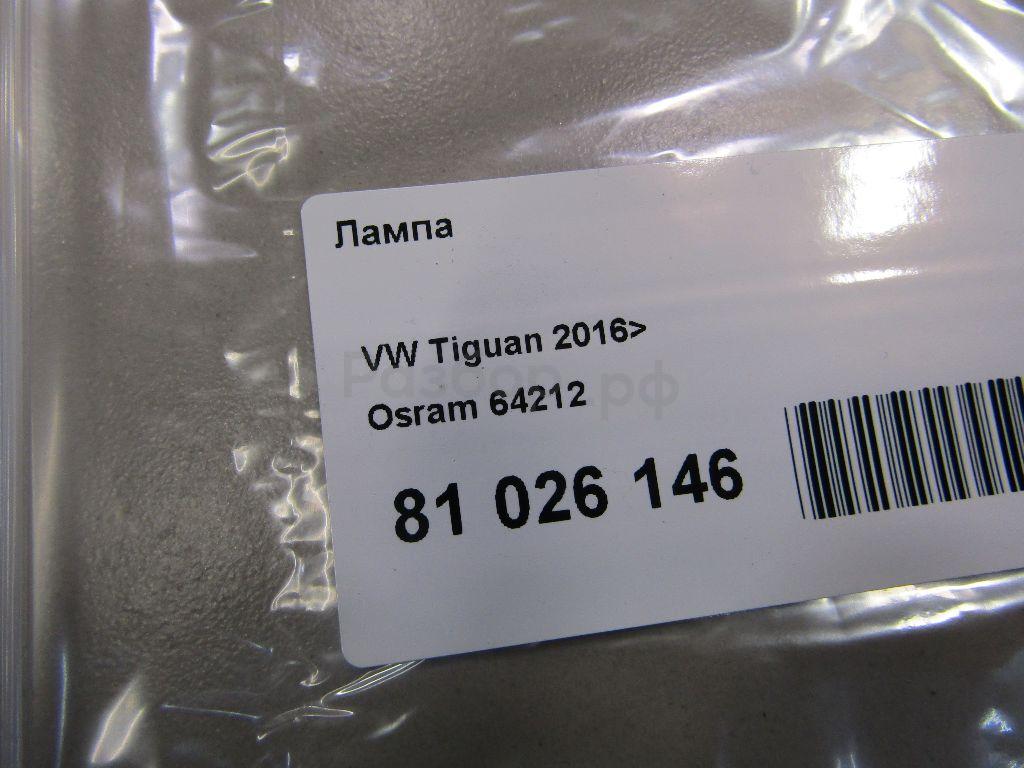 Лампа
VW Tiguan 2016>
Разбор.рф
Osram 64212
81 026 146